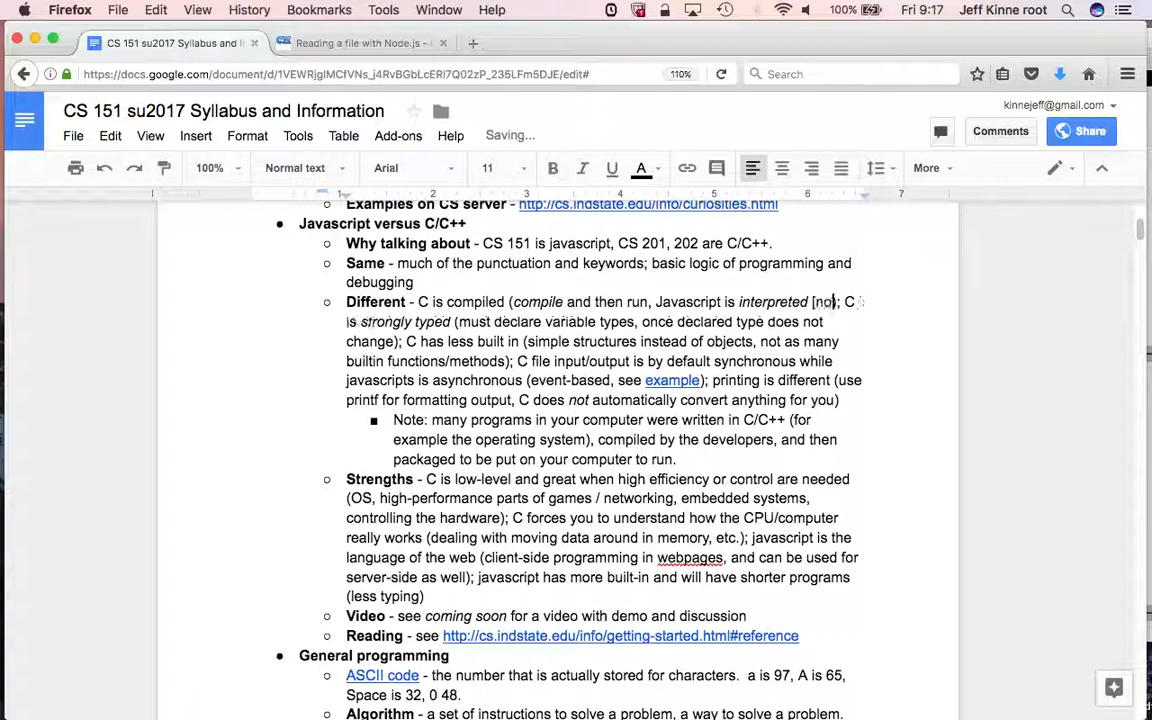 Firefox File Edit View History Bookmarks Tools Window Help 100% Fri 9:17 Jeff Kinne root
CS 151 su2017 Syllabus and I
Reading a file with Node.js -
https://docs.google.com/document/d/1VEWRjgIMCfVNs_j4RvBGbLcERl7Q02zP_235LFm5DJE/edit# 110% Search
CS 151 su2017 Syllabus and Information
kinnejeff@gmail.com
File Edit View Insert Format Tools Table Add-ons Help Saving...
Comments Share
100% Normal text Arial 11 B I U A More
1 2 3 4 5 6 7
Examples on CS server - http://cs.indstate.edu/info/curiosities.html
Javascript versus C/C++
Why talking about - CS 151 is javascript, CS 201, 202 are C/C++.
Same - much of the punctuation and keywords; basic logic of programming and
debugging
Different - C is compiled (compile and then run, Javascript is interpreted [no); C
is strongly typed (must declare variable types, once declared type does not
change); C has less built in (simple structures instead of objects, not as many
builtin functions/methods); C file input/output is by default synchronous while
javascripts is asynchronous (event-based, see example); printing is different (use
printf for formatting output, C does not automatically convert anything for you)
Note: many programs in your computer were written in C/C++ (for
example the operating system), compiled by the developers, and then
packaged to be put on your computer to run.
Strengths - C is low-level and great when high efficiency or control are needed
(OS, high-performance parts of games / networking, embedded systems,
controlling the hardware); C forces you to understand how the CPU/computer
really works (dealing with moving data around in memory, etc.); javascript is the
language of the web (client-side programming in webpages, and can be used for
server-side as well); javascript has more built-in and will have shorter programs
(less typing)
Video - see coming soon for a video with demo and discussion
Reading - see http://cs.indstate.edu/info/getting-started.html#reference
General programming
ASCII code - the number that is actually stored for characters. a is 97, A is 65,
Space is 32, 0 48.
Algorithm - a set of instructions to solve a problem, a way to solve a problem.